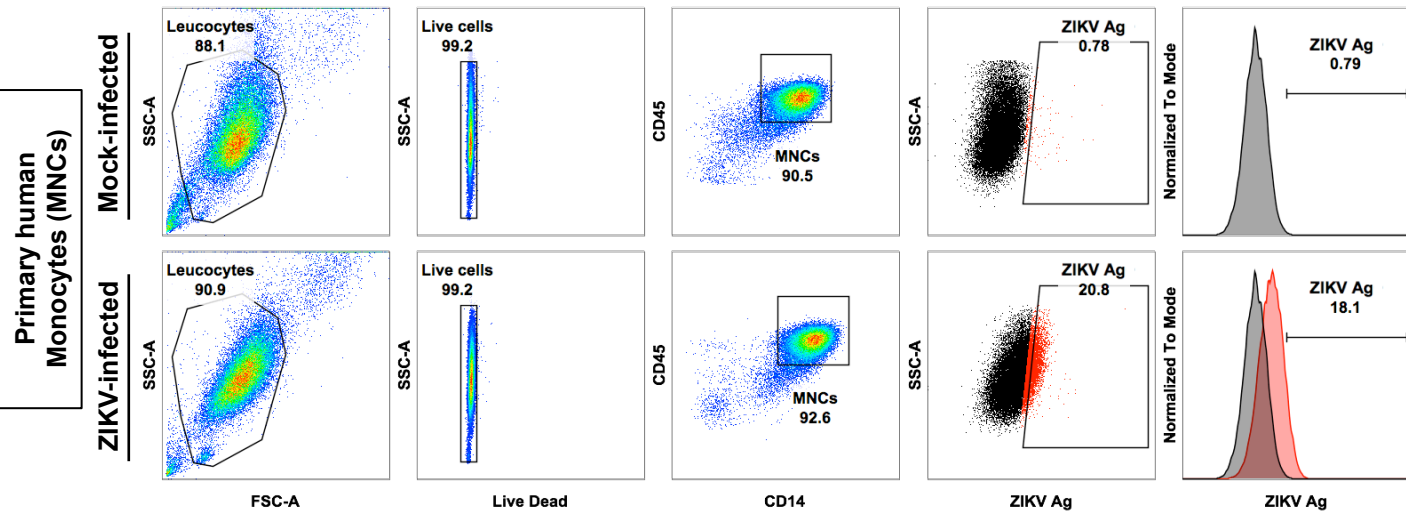 Primary human
Monocytes (MNCs)
Mock-infected
SSC-A
Leucocytes
88.1
SSC-A
Live cells
99.2
CD45
MNCs
90.5
SSC-A
ZIKV Ag
0.78
Normalized To Mode
ZIKV Ag
0.79
ZIKV-infected
SSC-A
Leucocytes
90.9
SSC-A
Live cells
99.2
CD45
MNCs
92.6
SSC-A
ZIKV Ag
20.8
Normalized To Mode
ZIKV Ag
18.1
FSC-A
Live Dead
CD14
ZIKV Ag
ZIKV Ag